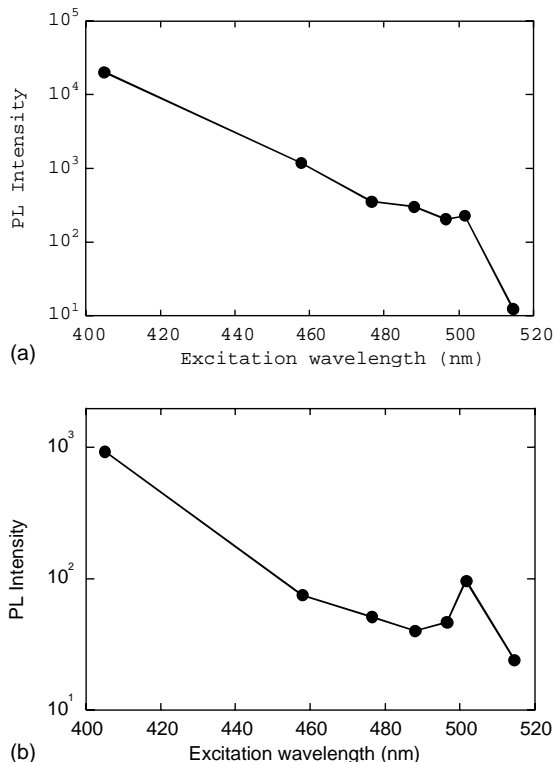 10^5
10^4
10^3
10^2
10^1
PL Intensity
400 420 440 460 480 500 520
(a)
Excitation wavelength (nm)
10^3
10^2
10^1
PL Intensity
400 420 440 460 480 500 520
(b)
Excitation wavelength (nm)